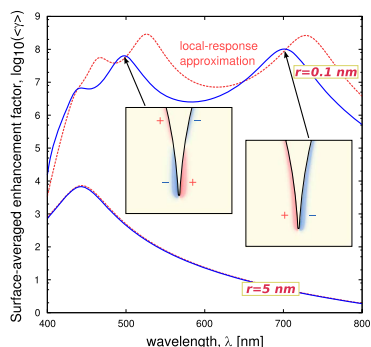 Surface-averaged enhancement factor, log10(<γ>)
9
8
7
6
5
4
3
2
1
0
local-response
approximation
r=0.1 nm
+ −
− +
+ −
r=5 nm
400 500 600 700 800
wavelength, λ [nm]